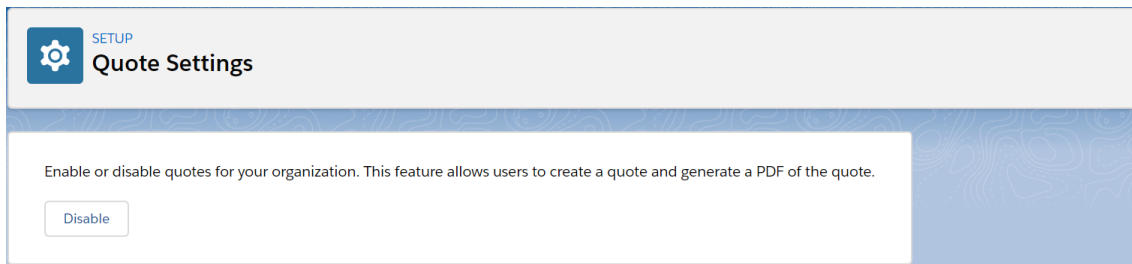 SETUP
Quote Settings
Enable or disable quotes for your organization. This feature allows users to create a quote and generate a PDF of the quote.
Disable